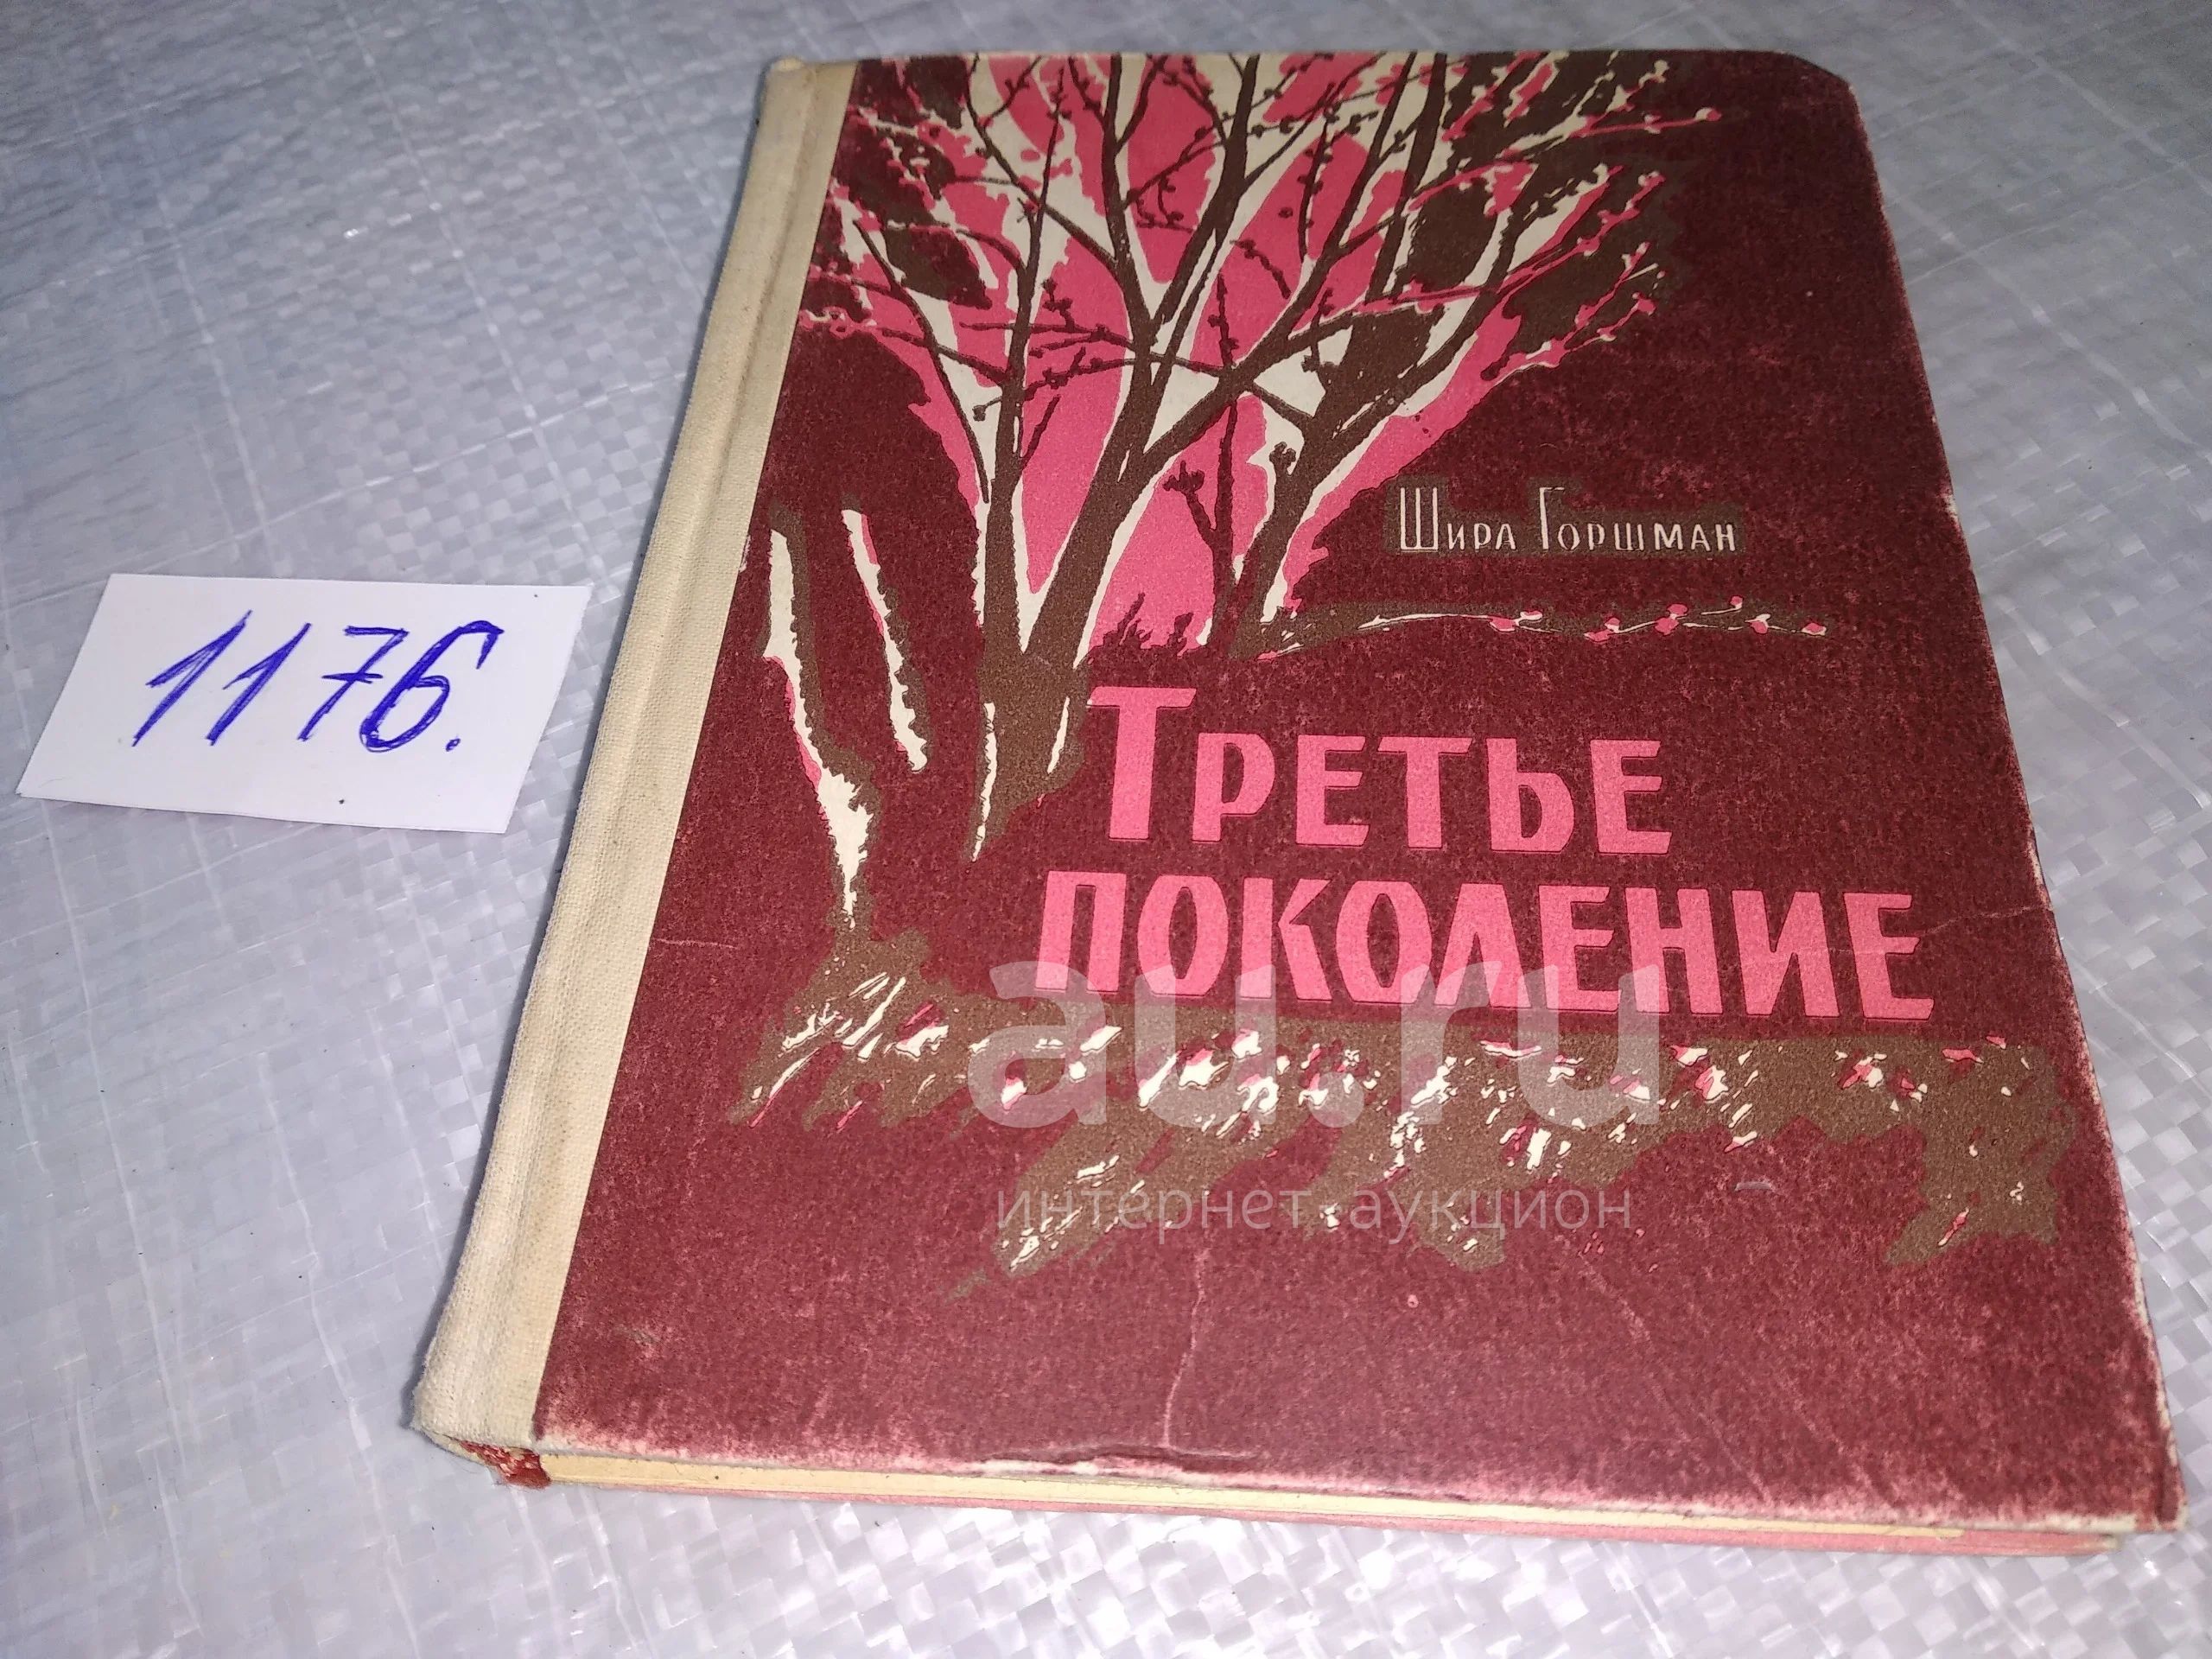 1176.
Шира Горшман
Третье
поколение
au.ru
интернет аукцион